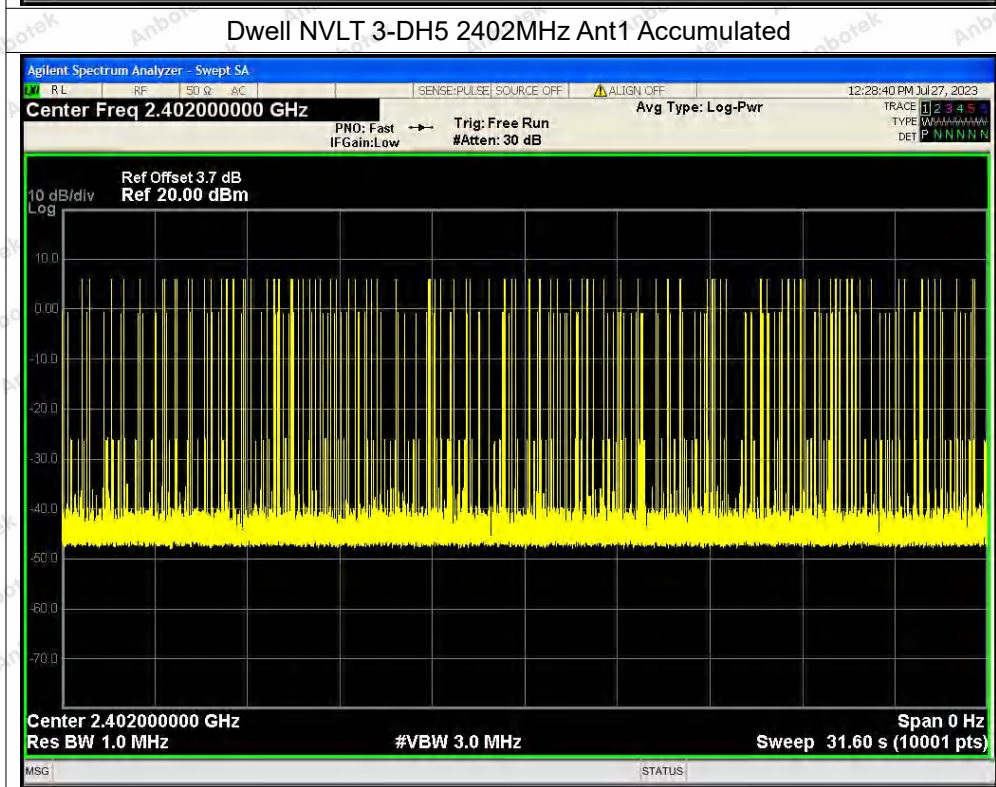 Dwell NVLT 3-DH5 2402MHz Ant1 Accumulated
Agilent Spectrum Analyzer - Swept SA
RL RF 50 Ω AC SENSE:PULSE SOURCE OFF ALIGN OFF 12:28:40 PM Jul 27, 2023
Center Freq 2.402000000 GHz Avg Type: Log-Pwr TRACE 1 2 3 4 5 6
PNO: Fast Trig: Free Run TYPE WWWWWW
IFGain:Low #Atten: 30 dB DET P N N N N N
Ref Offset 3.7 dB
10 dB/div Ref 20.00 dBm
Log
10.0
0.00
-10.0
-20.0
-30.0
-40.0
-50.0
-60.0
-70.0
Center 2.402000000 GHz Span 0 Hz
Res BW 1.0 MHz #VBW 3.0 MHz Sweep 31.60 s (10001 pts)
MSG STATUS
Anbotek